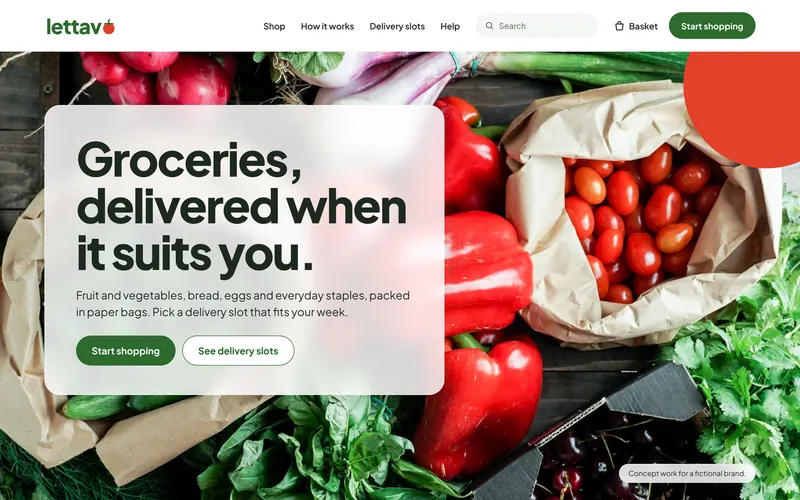 lettavo
Shop
How it works
Delivery slots
Help
Search
Basket
Start shopping
Groceries,
delivered when
it suits you.
Fruit and vegetables, bread, eggs and everyday staples, packed
in paper bags. Pick a delivery slot that fits your week.
Start shopping
See delivery slots
Concept work for a fictional brand.